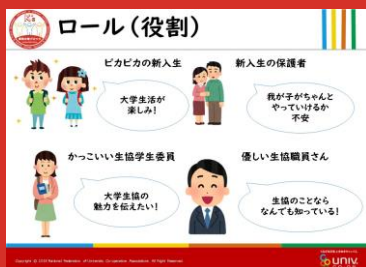 ロール(役割)
ピカピカの新入生
大学生活が
楽しみ!
新入生の保護者
我が子がちゃんと
やっていけるか
不安
かっこいい生協学生委員
大学生協の
魅力を伝えたい!
優しい生協職員さん
生協のことなら
なんでも知っている!
univ.